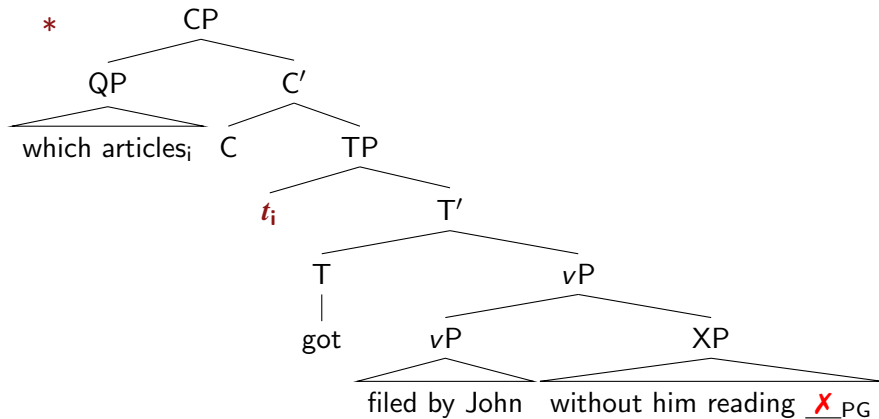 * CP
QP C′
which articlesᵢ C TP
tᵢ T′
T vP
got vP XP
filed by John without him reading ✗ PG